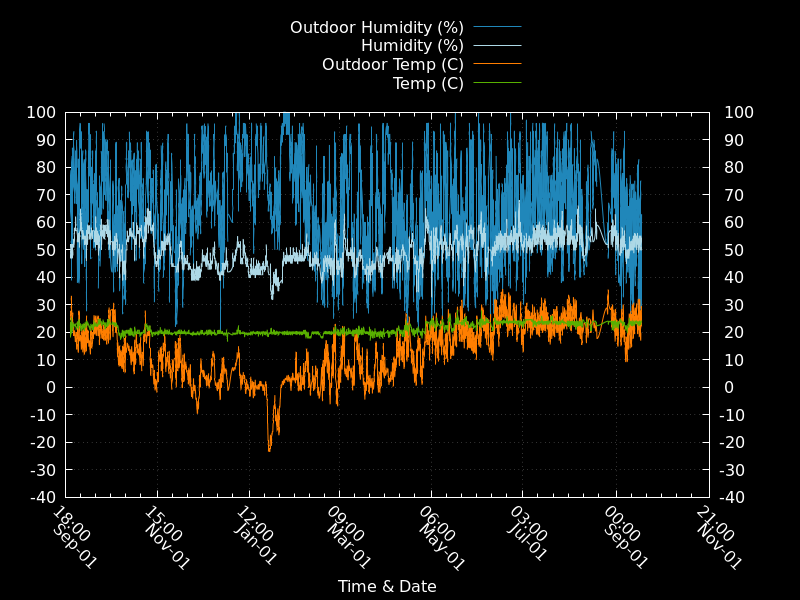 Outdoor Humidity (%)
Humidity (%)
Outdoor Temp (C)
Temp (C)
100 100
90 90
80 80
70 70
60 60
50 50
40 40
30 30
20 20
10 10
0 0
-10 -10
-20 -20
-30 -30
-40 -40
18:00 15:00 12:00 09:00 06:00 03:00 00:00 21:00
Sep-01 Nov-01 Jan-01 Mar-01 May-01 Jul-01 Sep-01 Nov-01
Time & Date